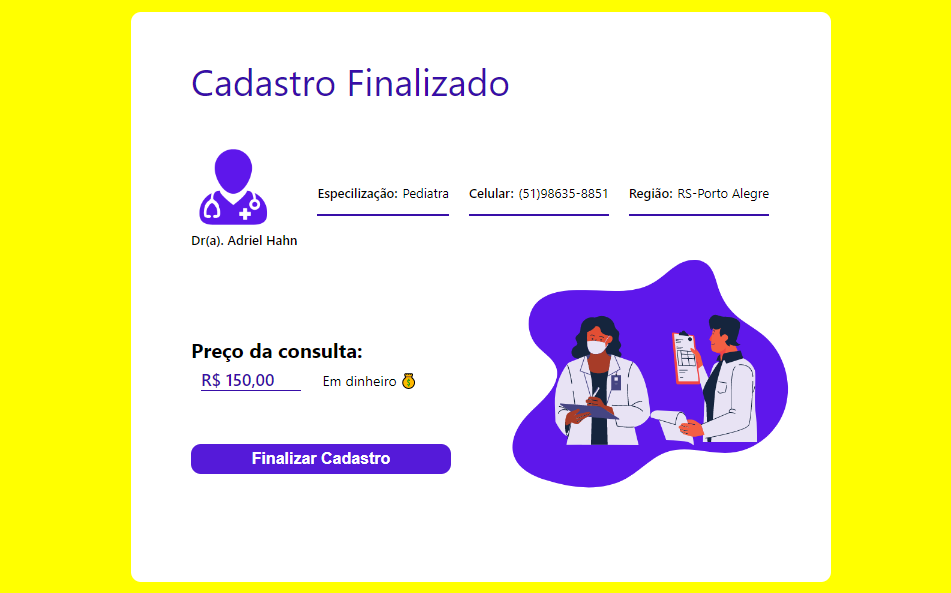 Cadastro Finalizado
Especilização: Pediatra
Celular: (51)98635-8851
Região: RS-Porto Alegre
Dr(a). Adriel Hahn
Preço da consulta:
R$ 150,00
Em dinheiro 💰
Finalizar Cadastro